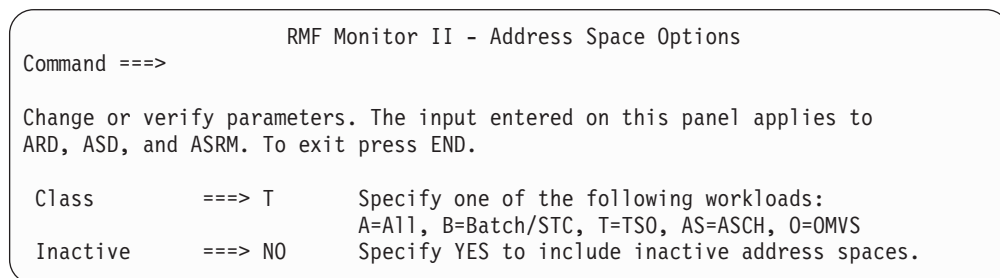 RMF Monitor II - Address Space Options
Command ===>
Change or verify parameters. The input entered on this panel applies to
ARD, ASD, and ASRM. To exit press END.
Class ===> T Specify one of the following workloads:
A=All, B=Batch/STC, T=TSO, AS=ASCH, O=OMVS
Inactive ===> NO Specify YES to include inactive address spaces.